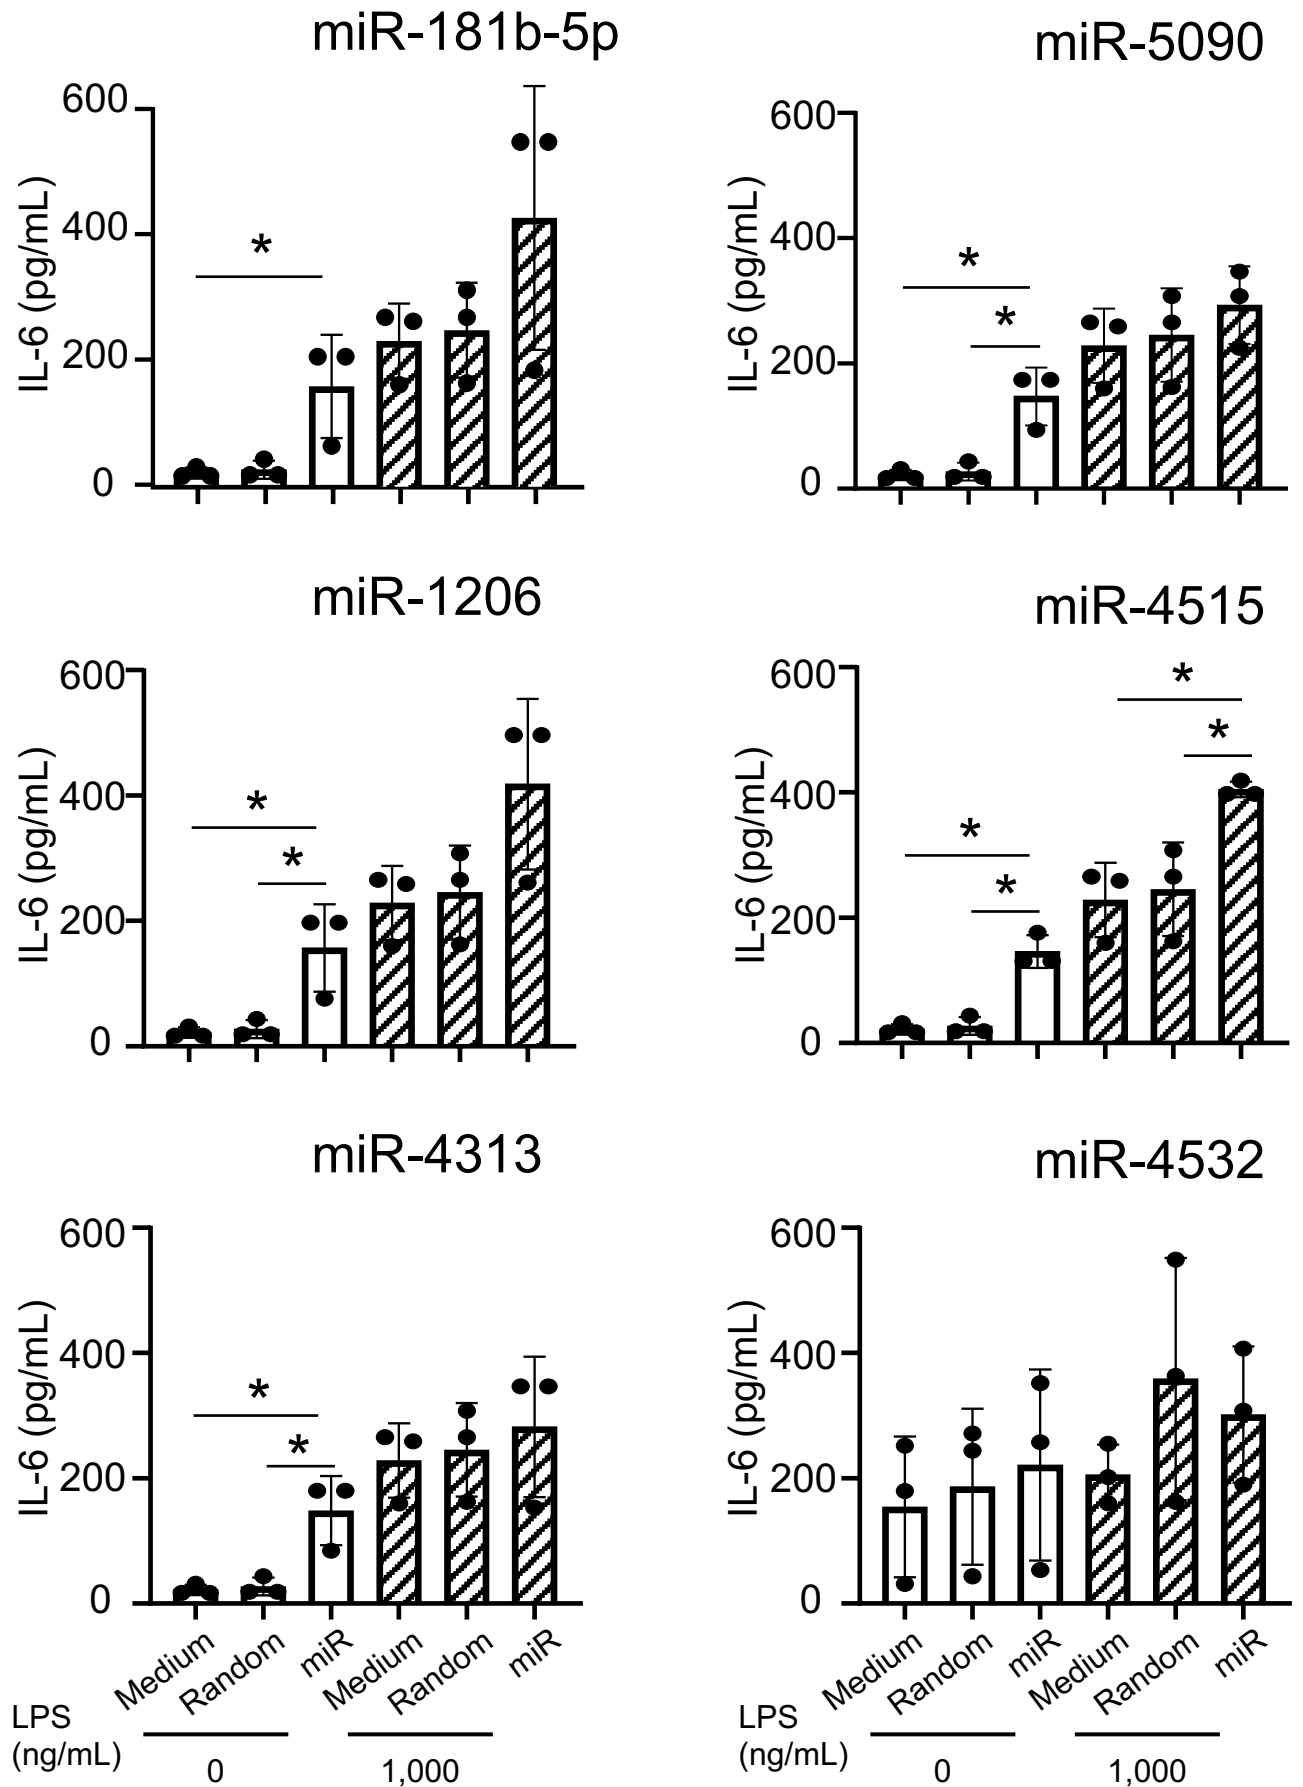 miR-181b-5p
600
400
200
0
IL-6 (pg/mL)
*
miR-5090
600
400
200
0
IL-6 (pg/mL)
*
*
miR-1206
600
400
200
0
IL-6 (pg/mL)
*
*
miR-4515
600
400
200
0
IL-6 (pg/mL)
*
*
*
*
miR-4313
600
400
200
0
IL-6 (pg/mL)
*
*
Medium
Random
miR
Medium
Random
miR
LPS
(ng/mL)
0
1,000
miR-4532
600
400
200
0
IL-6 (pg/mL)
Medium
Random
miR
Medium
Random
miR
LPS
(ng/mL)
0
1,000